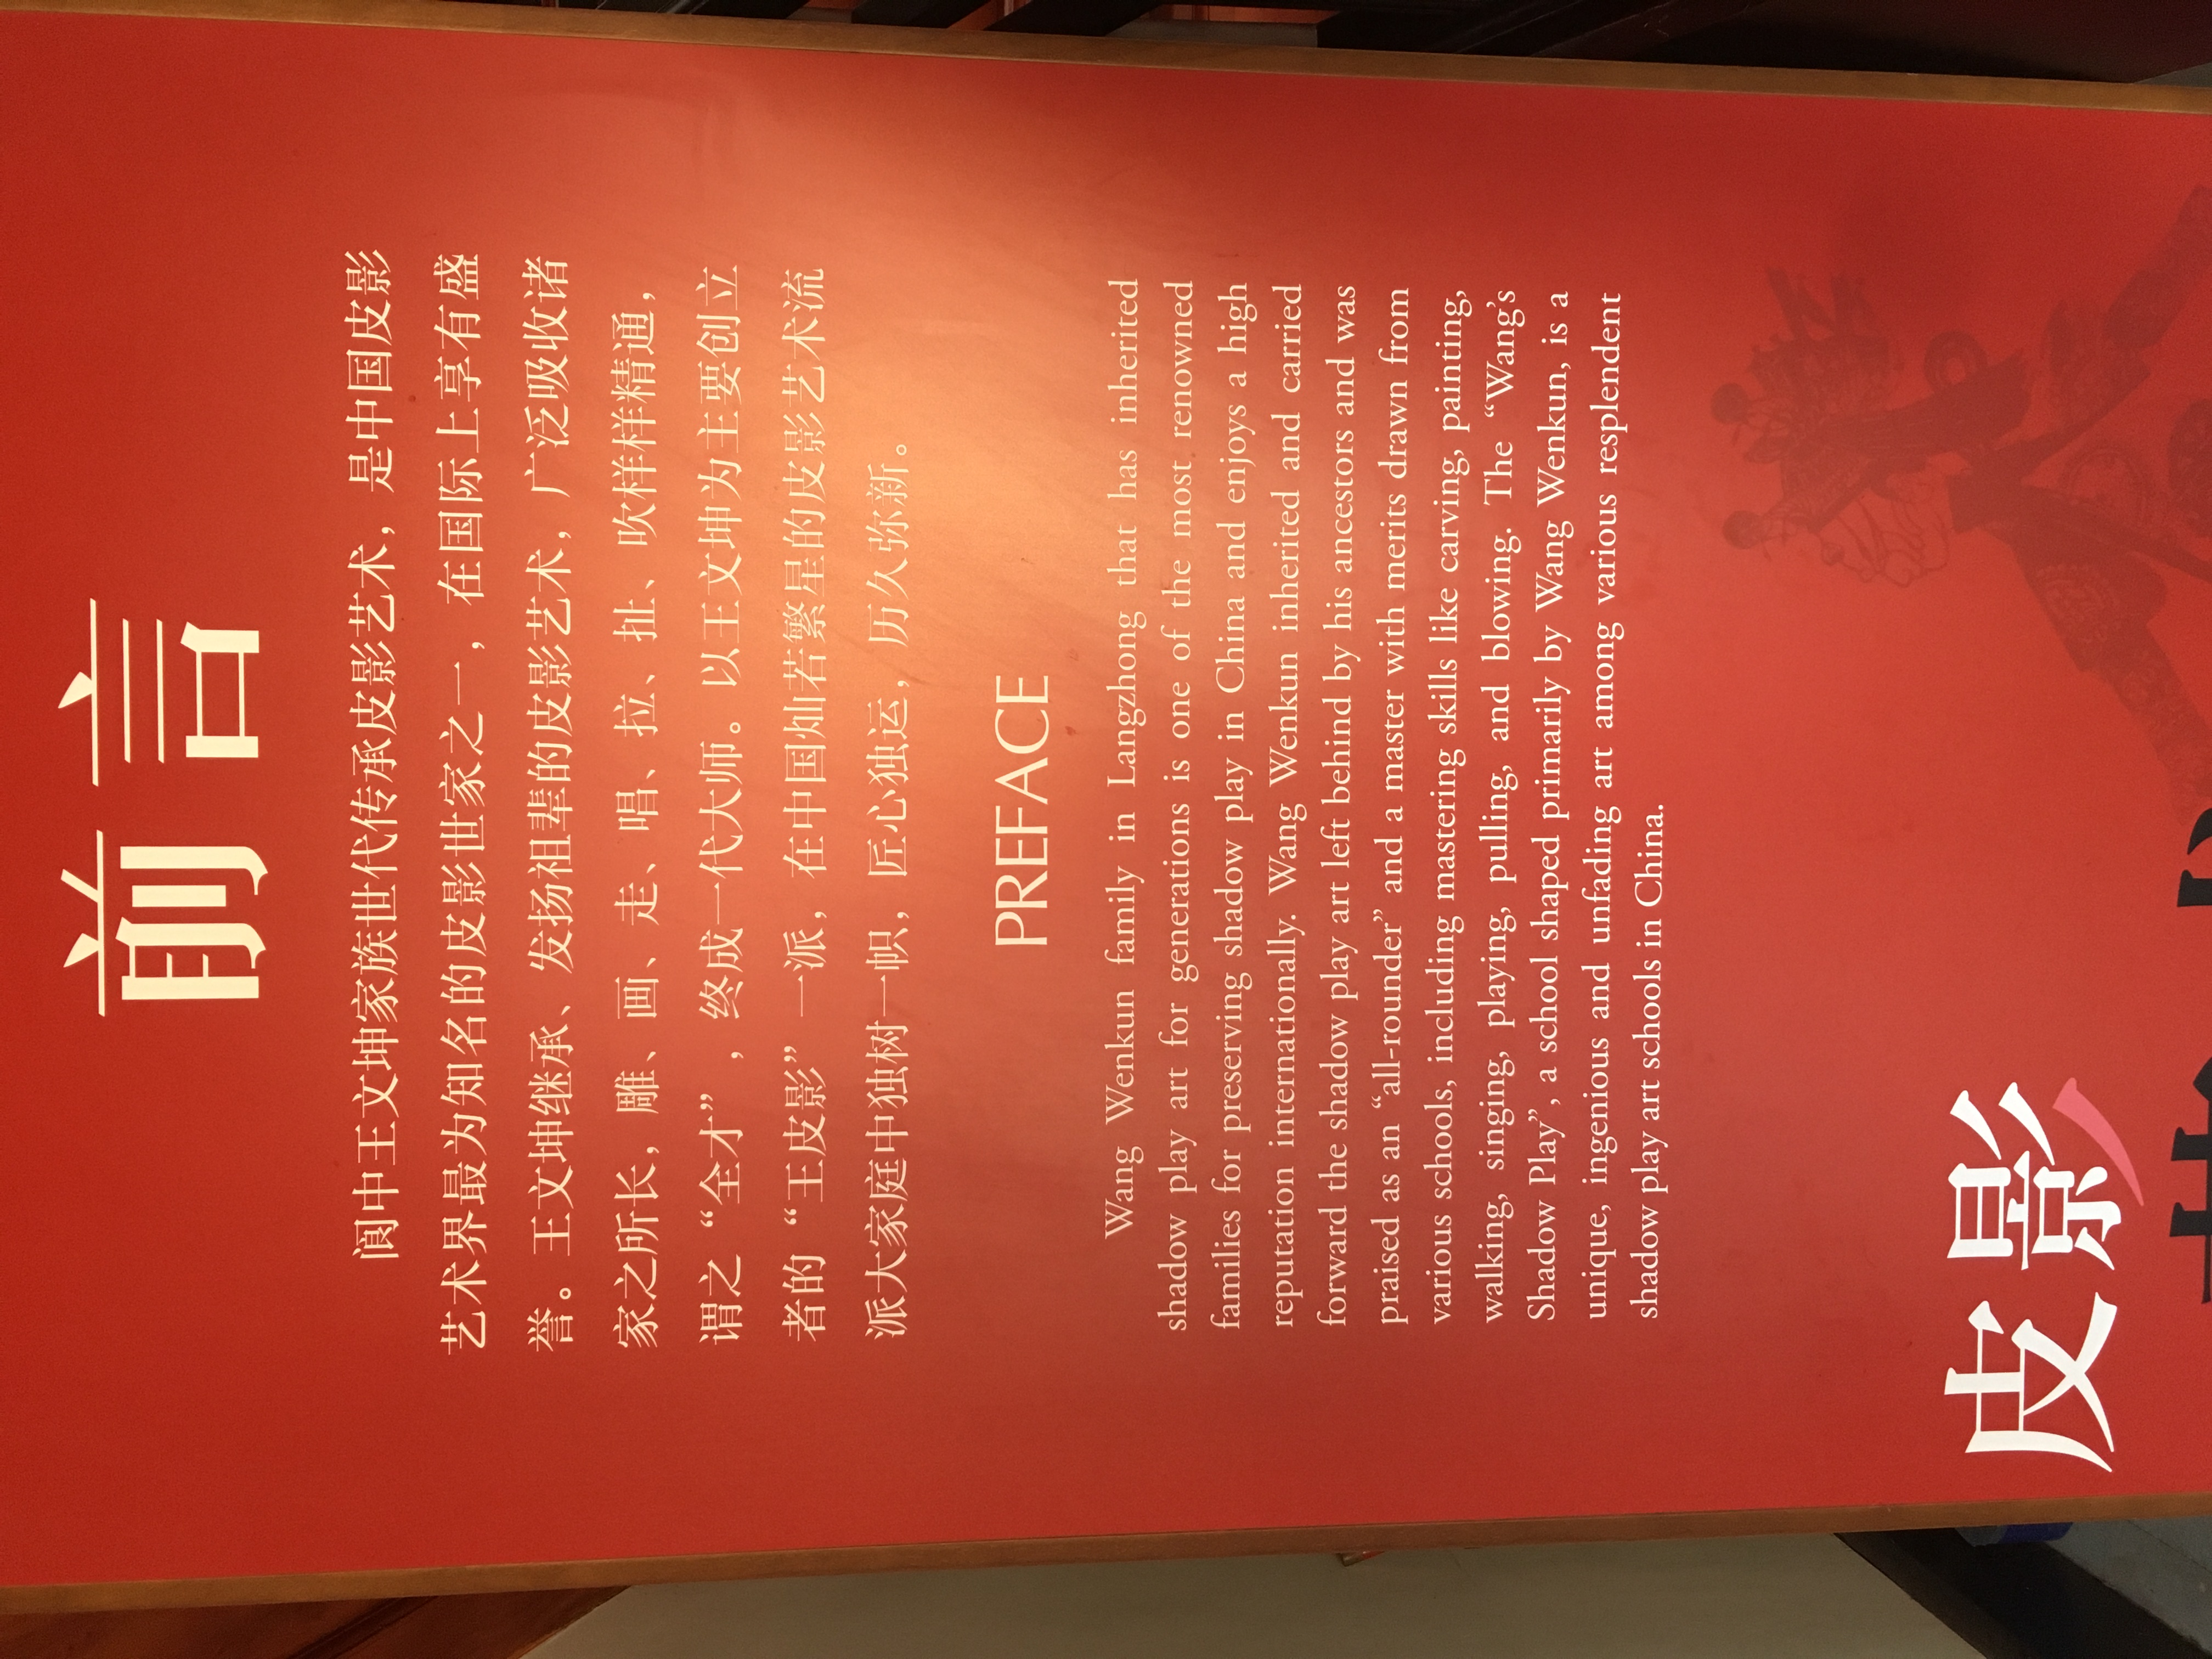 前言
阆中王文坤家族世代传承皮影艺术，是中国皮影
艺术界最为知名的皮影世家之一，在国际上享有盛
誉。王文坤继承、发扬祖辈的皮影艺术，广泛吸收诸
家之所长，雕、画、走、唱、拉、扯、吹样样精通，
谓之“全才”，终成一代大师。以王文坤为主要创立
者的“王皮影”一派，在中国灿若繁星的皮影艺术流
派大家庭中独树一帜，匠心独运，历久弥新。
PREFACE
Wang Wenkun family in Langzhong that has inherited
shadow play art for generations is one of the most renowned
families for preserving shadow play in China and enjoys a high
reputation internationally. Wang Wenkun inherited and carried
forward the shadow play art left behind by his ancestors and was
praised as an “all-rounder” and a master with merits drawn from
various schools, including mastering skills like carving, painting,
walking, singing, playing, pulling, and blowing. The “Wang’s
Shadow Play”, a school shaped primarily by Wang Wenkun, is a
unique, ingenious and unfading art among various resplendent
shadow play art schools in China.
皮影